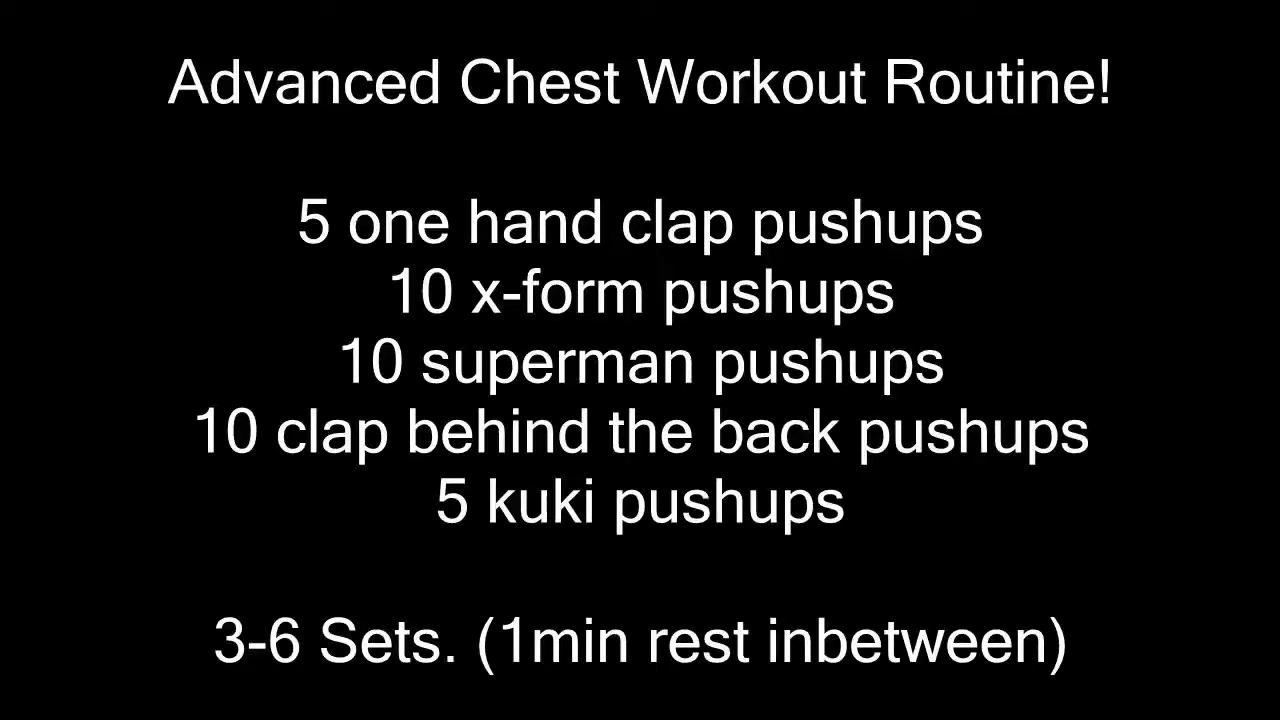 Advanced Chest Workout Routine!
5 one hand clap pushups
10 x-form pushups
10 superman pushups
10 clap behind the back pushups
5 kuki pushups
3-6 Sets. (1min rest inbetween)